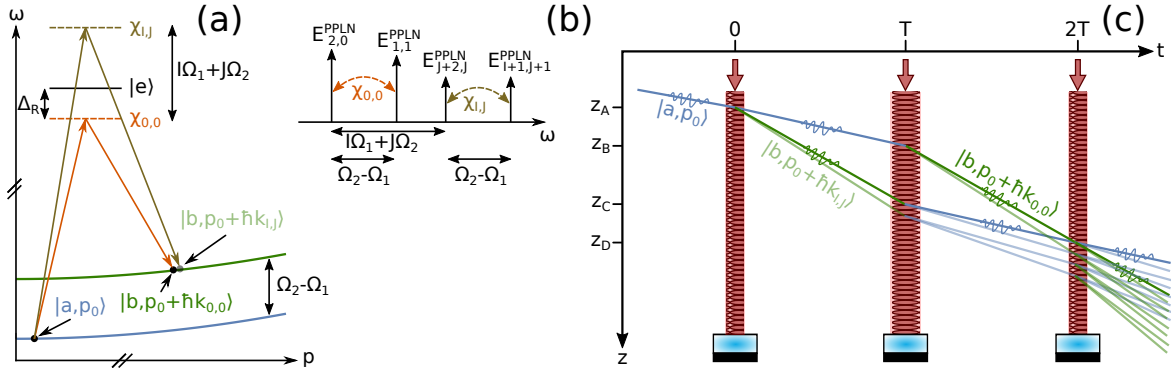 ω
(a)
χI,J
IΩ1+JΩ2
|e⟩
ΔR
χ0,0
|b,p0+ħkI,J⟩
|a,p0⟩
|b,p0+ħk0,0⟩
Ω2-Ω1
p
(b)
E2,0PPLN
E1,1PPLN
EJ+2,JPPLN
EI+1,J+1PPLN
χ0,0
χI,J
ω
IΩ1+JΩ2
Ω2-Ω1
Ω2-Ω1
(c)
0
T
2T
t
zA
zB
zC
zD
z
|a,p0⟩
|b,p0+ħkI,J⟩
|b,p0+ħk0,0⟩